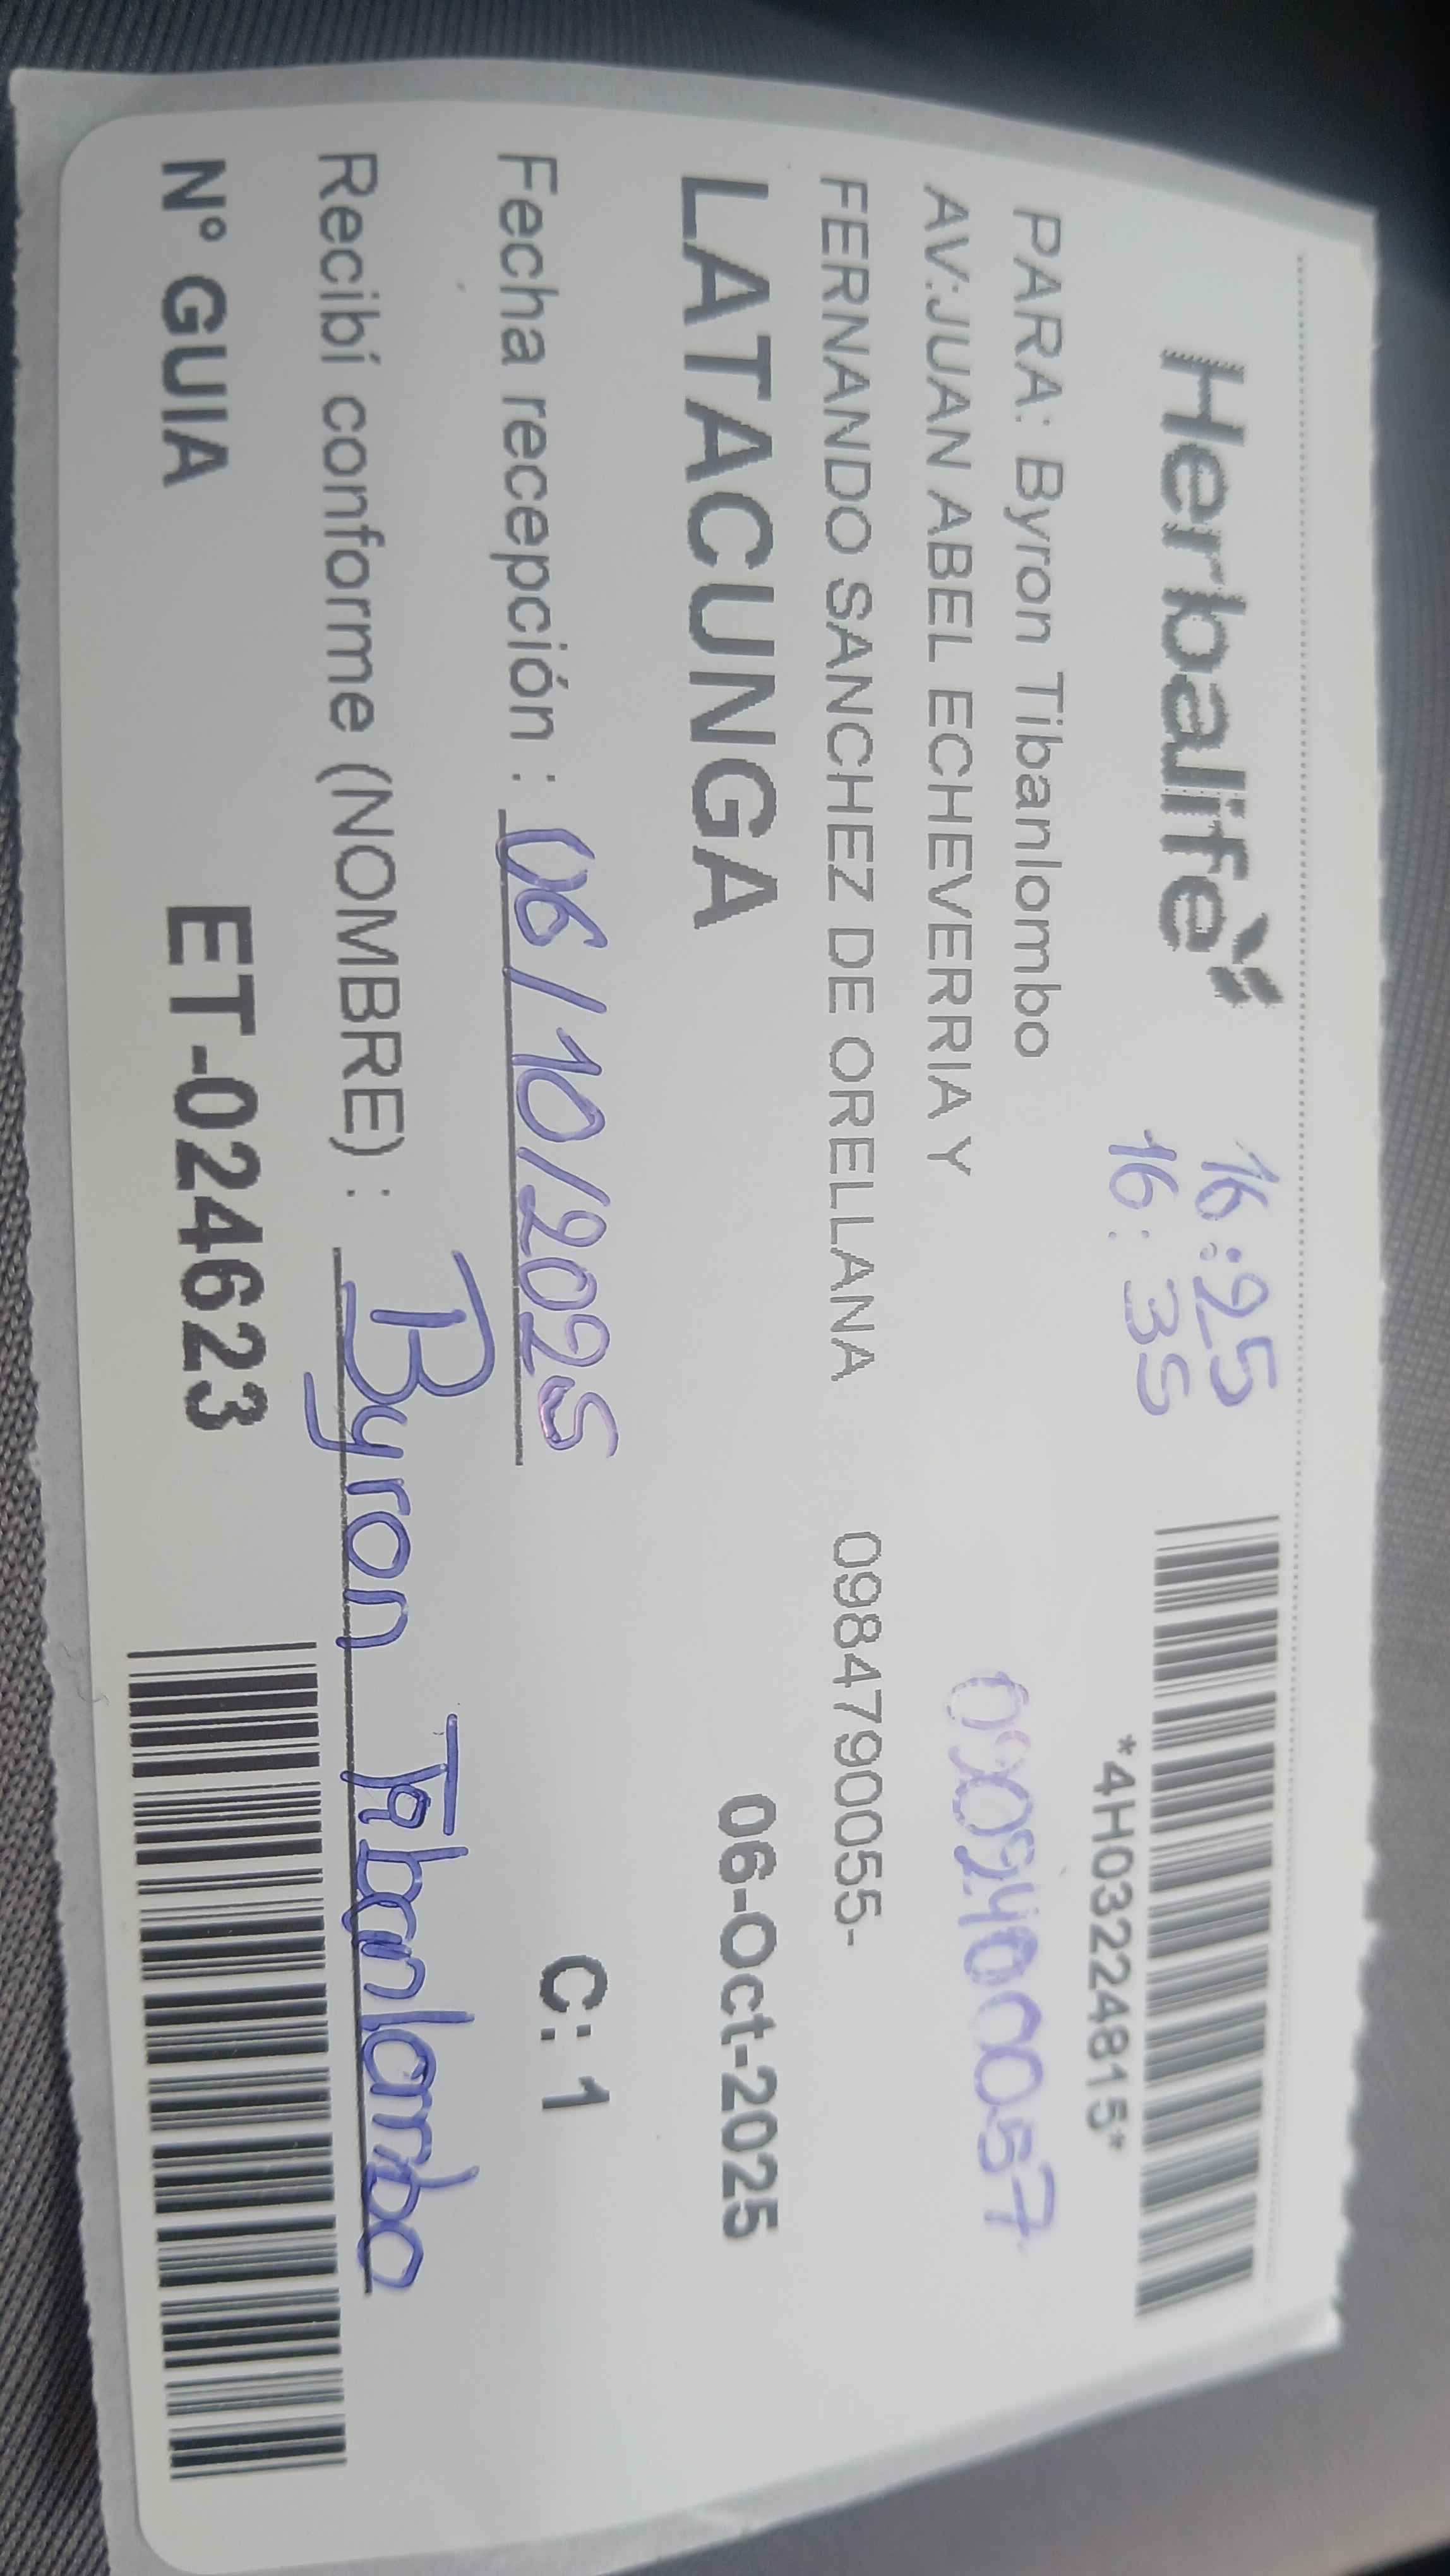 Herbalife
16:25
16:35
*4H03224815*
PARA: Byron Tibanlombo
AV:JUAN ABEL ECHEVERRIA Y
FERNANDO SANCHEZ DE ORELLANA 0984790055-
LATACUNGA 06-Oct-2025
Fecha recepción : 06/10/2025 C: 1
Recibí conforme (NOMBRE) : Byron Tibanlombo
N° GUIA ET-024623